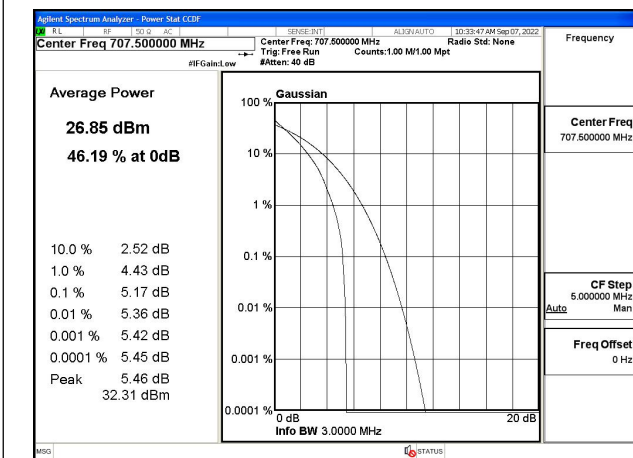 Agilent Spectrum Analyzer - Power Stat CCDF
RL RF 50 Ω AC SENSE:INT ALIGN AUTO 10:33:47 AM Sep 07, 2022
Center Freq 707.500000 MHz
Center Freq: 707.500000 MHz Radio Std: None
Trig: Free Run Counts:1.00 M/1.00 Mpt
#IFGain:Low #Atten: 40 dB
Frequency
Average Power
26.85 dBm
46.19 % at 0dB
10.0 % 2.52 dB
1.0 % 4.43 dB
0.1 % 5.17 dB
0.01 % 5.36 dB
0.001 % 5.42 dB
0.0001 % 5.45 dB
Peak 5.46 dB
32.31 dBm
Gaussian
100 %
10 %
1 %
0.1 %
0.01 %
0.001 %
0.0001 %
0 dB 20 dB
Info BW 3.0000 MHz
Center Freq
707.500000 MHz
CF Step
5.000000 MHz
Auto Man
Freq Offset
0 Hz
MSG STATUS